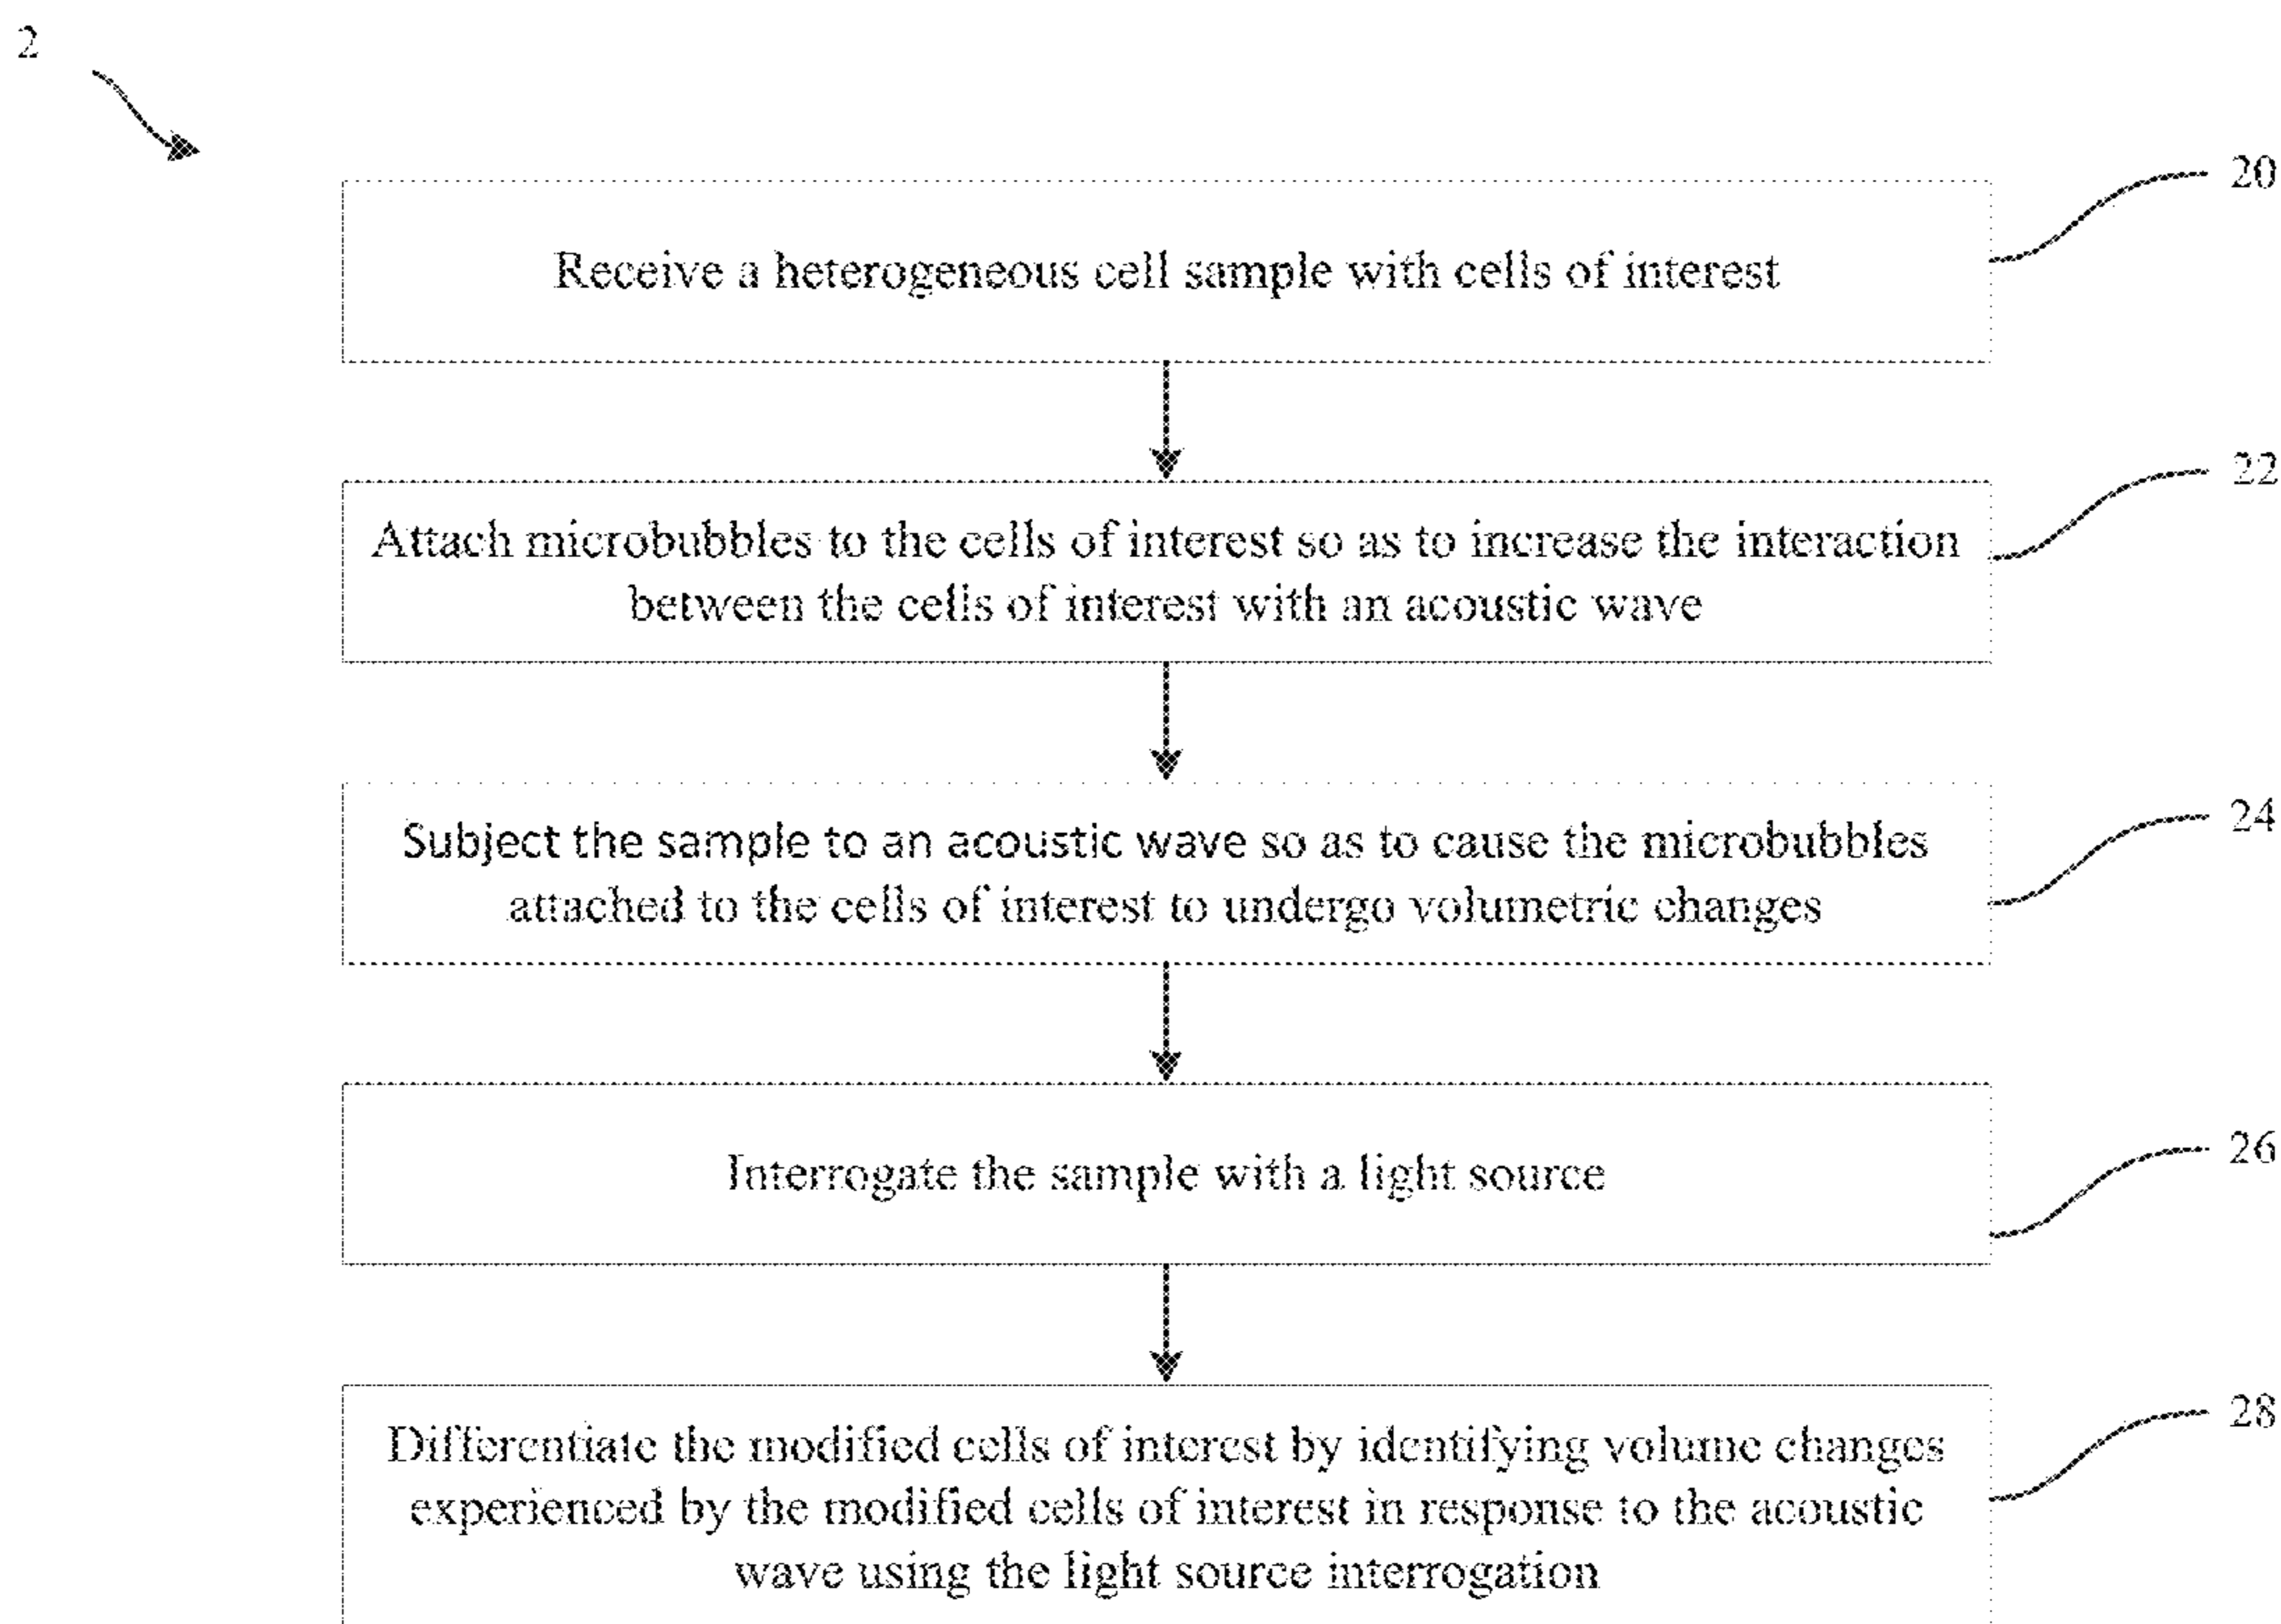 2
20
Receive a heterogeneous cell sample with cells of interest
22
Attach microbubbles to the cells of interest so as to increase the interaction
between the cells of interest with an acoustic wave
24
Subject the sample to an acoustic wave so as to cause the microbubbles
attached to the cells of interest to undergo volumetric changes
26
Interrogate the sample with a light source
28
Differentiate the modified cells of interest by identifying volume changes
experienced by the modified cells of interest in response to the acoustic
wave using the light source interrogation